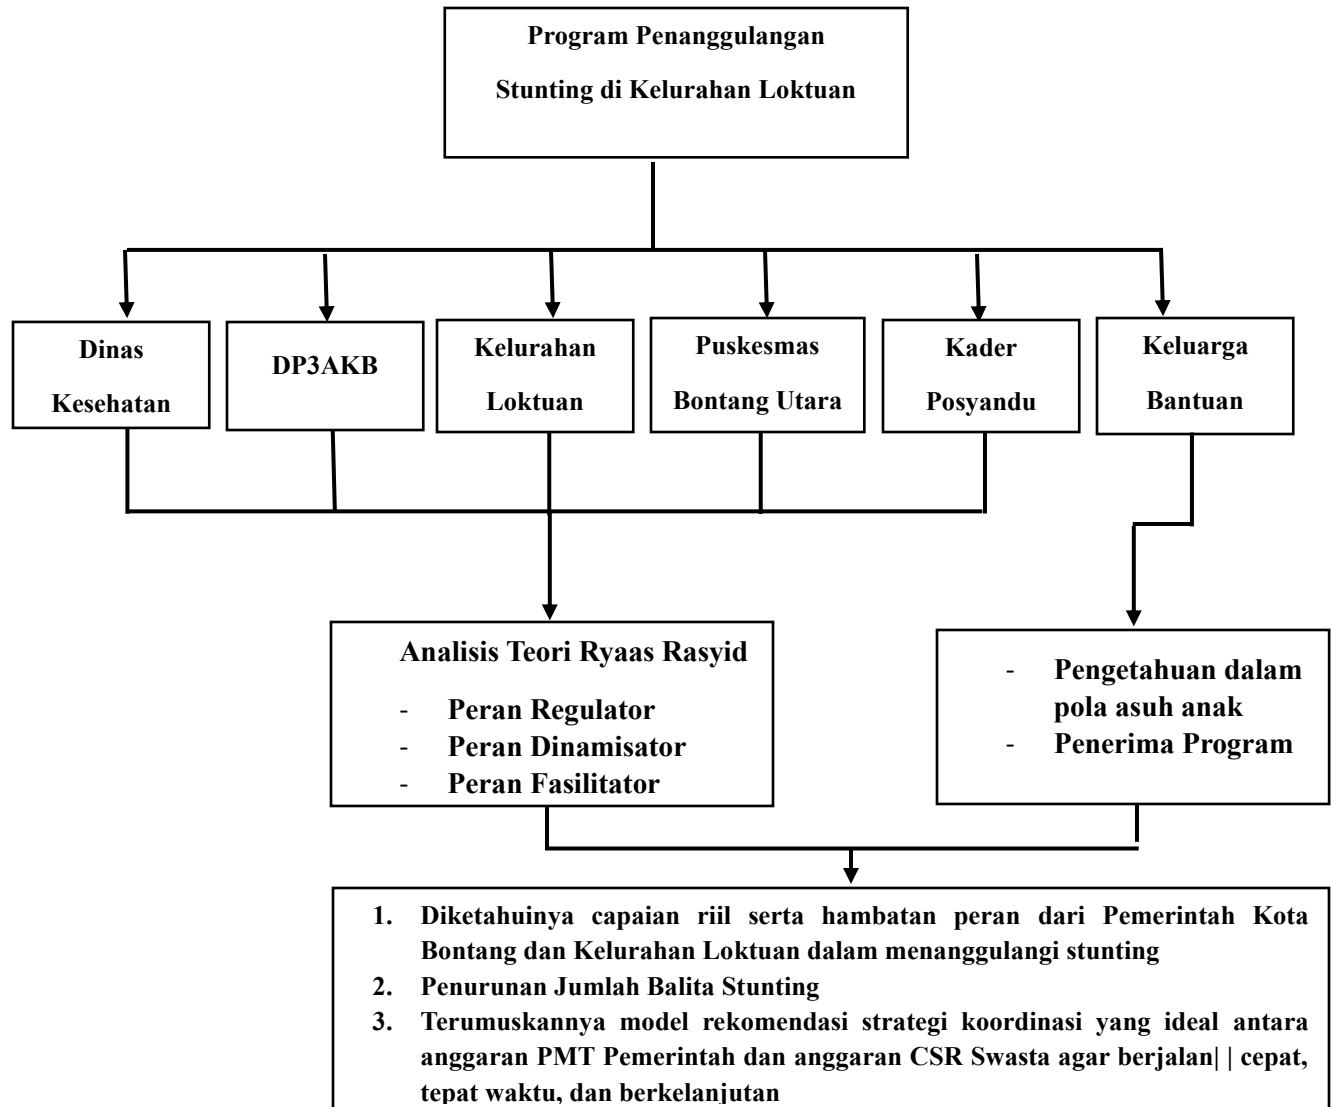 Program Penanggulangan
Stunting di Kelurahan Loktuan
Dinas
Kesehatan
DP3AKB
Kelurahan
Loktuan
Puskesmas
Bontang Utara
Kader
Posyandu
Keluarga
Bantuan
Analisis Teori Ryaas Rasyid
- Peran Regulator
- Peran Dinamisator
- Peran Fasilitator
- Pengetahuan dalam
pola asuh anak
- Penerima Program
1. Diketahuinya capaian riil serta hambatan peran dari Pemerintah Kota
Bontang dan Kelurahan Loktuan dalam menanggulangi stunting
2. Penurunan Jumlah Balita Stunting
3. Terumuskannya model rekomendasi strategi koordinasi yang ideal antara
anggaran PMT Pemerintah dan anggaran CSR Swasta agar berjalan| | cepat,
tepat waktu, dan berkelanjutan